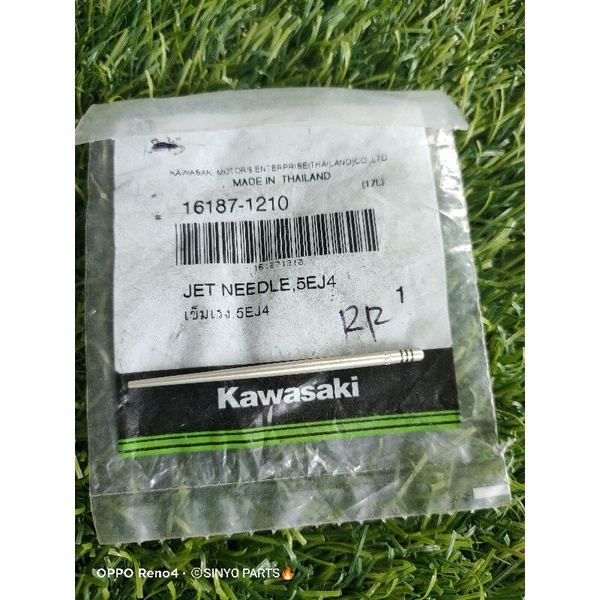 KAWASAKI MOTORS ENTERPRISE(THAILAND)CO.,LTD
MADE IN THAILAND
(17L)
16187-1210
161871210
JET NEEDLE,5EJ4
เข็มเร่ง,5EJ4
1
RR
Kawasaki
OPPO Reno4 · ©SINYO PARTS🔥